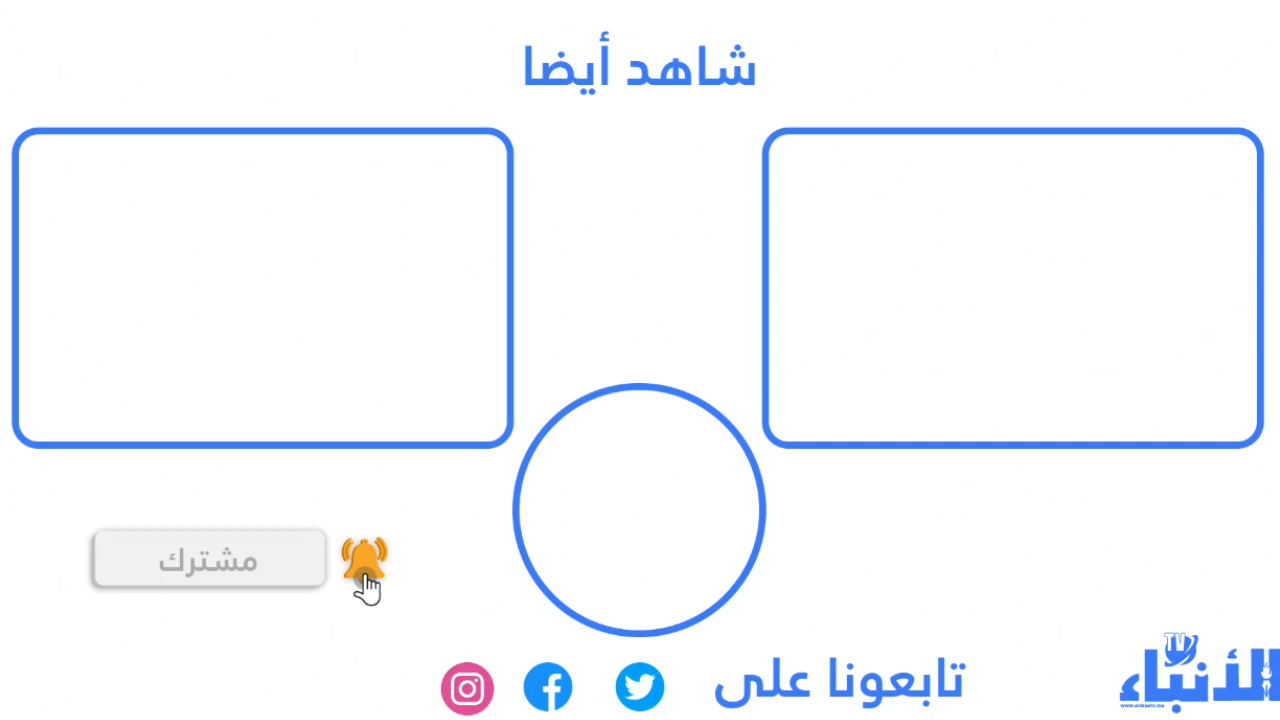 شاهد أيضا
مشترك
تابعونا على
الأنباء
TV